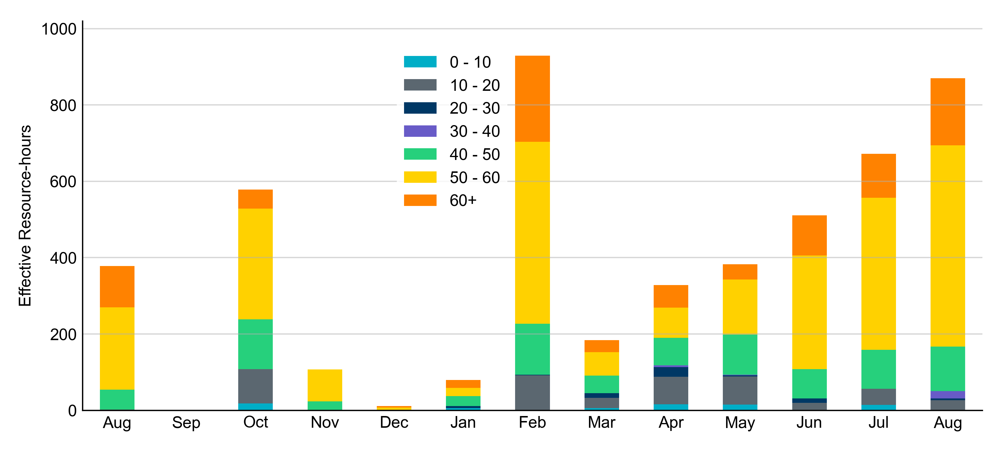 1000
800
600
400
200
0
Effective Resource-hours
0 - 10
10 - 20
20 - 30
30 - 40
40 - 50
50 - 60
60+
Aug Sep Oct Nov Dec Jan Feb Mar Apr May Jun Jul Aug